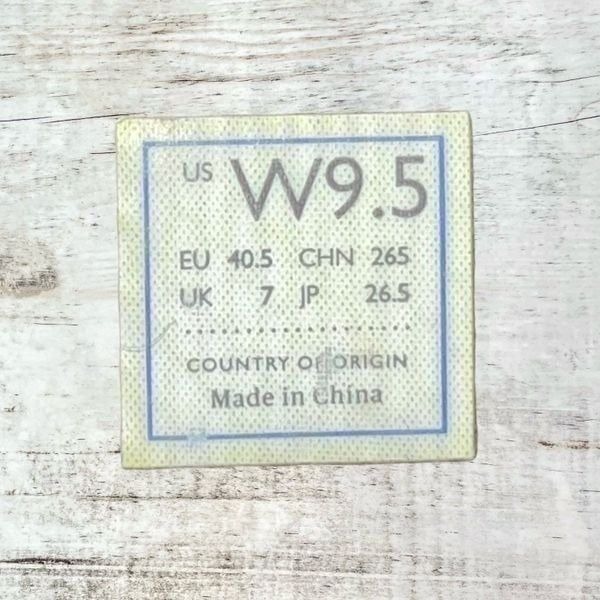 US W9.5
EU 40.5 CHN 265
UK 7 JP 26.5
COUNTRY OF ORIGIN
Made in China